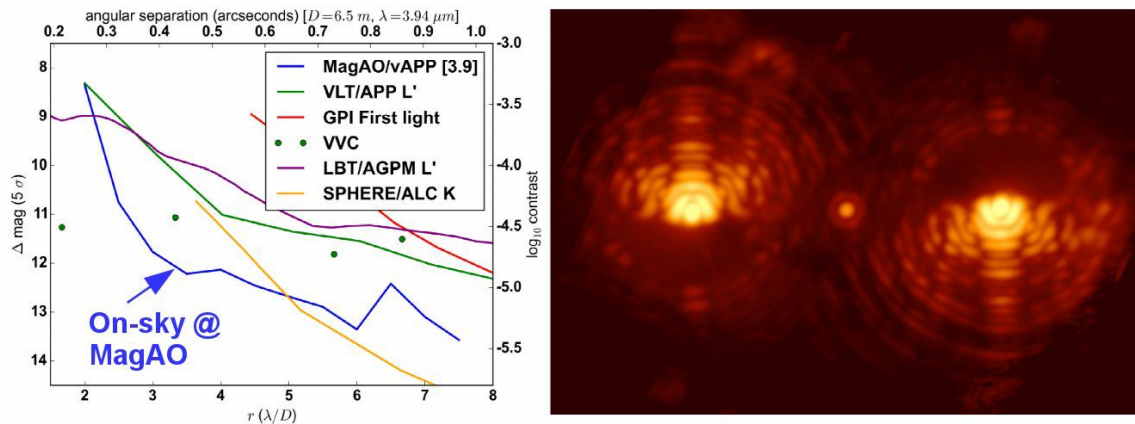 angular separation (arcseconds) [D=6.5 m, λ=3.94 μm]
0.2 0.3 0.4 0.5 0.6 0.7 0.8 0.9 1.0
8
9
10
11
12
13
14
Δ mag (5 σ)
MagAO/vAPP [3.9]
VLT/APP L'
GPI First light
VVC
LBT/AGPM L'
SPHERE/ALC K
On-sky @
MagAO
-3.0
-3.5
-4.0
-4.5
-5.0
-5.5
log₁₀ contrast
2 3 4 5 6 7 8
r (λ/D)